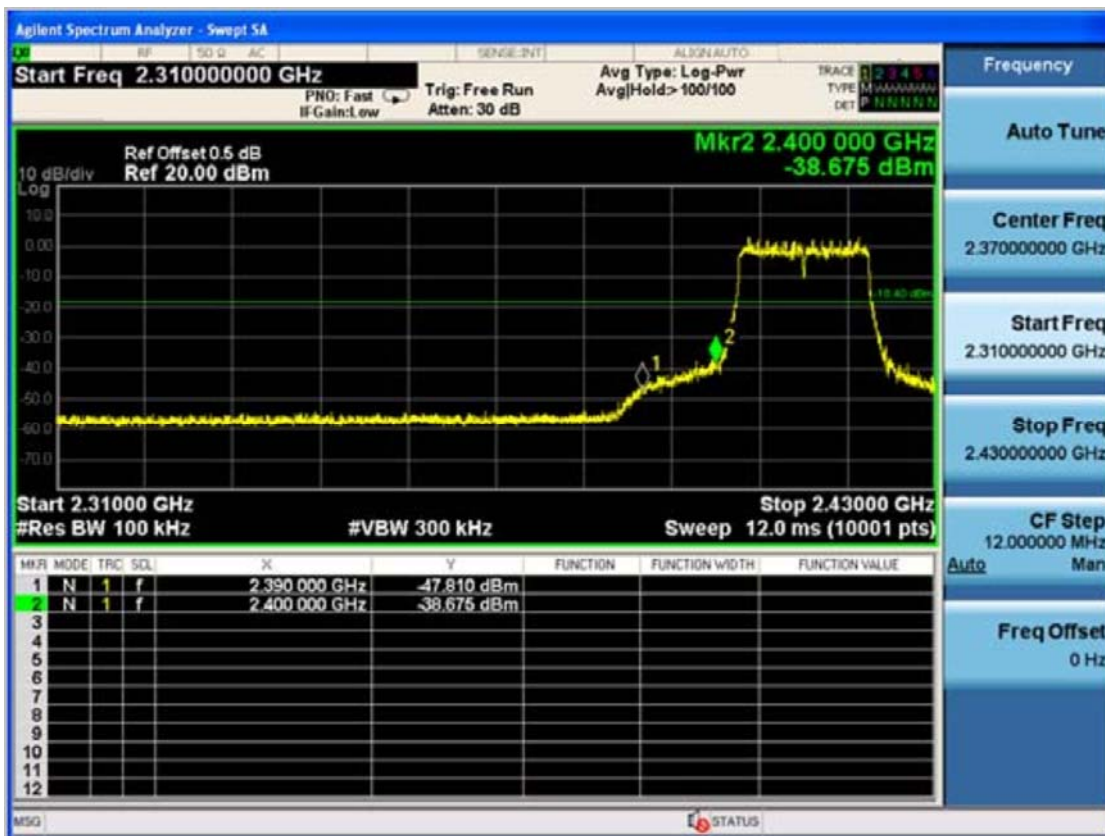 Agilent Spectrum Analyzer - Swept SA
RF 50 Ω AC SENSE:INT ALIGN AUTO
Start Freq 2.310000000 GHz
PNO: Fast
IFGain:Low
Trig: Free Run
Atten: 30 dB
Avg Type: Log-Pwr
Avg|Hold:> 100/100
TRACE 1 2 3 4 5 6
TYPE M
DET P N N N N N
Mkr2 2.400 000 GHz
-38.675 dBm
Ref Offset 0.5 dB
10 dB/div Ref 20.00 dBm
Log
10.0
0.00
-10.0
-20.0
-30.0
-40.0
-50.0
-60.0
-70.0
1
2
Start 2.31000 GHz Stop 2.43000 GHz
#Res BW 100 kHz #VBW 300 kHz Sweep 12.0 ms (10001 pts)
MKR MODE TRC SCL X Y FUNCTION FUNCTION WIDTH FUNCTION VALUE
1 N 1 f 2.390 000 GHz -47.810 dBm
2 N 1 f 2.400 000 GHz -38.675 dBm
3
4
5
6
7
8
9
10
11
12
MSG STATUS
Frequency
Auto Tune
Center Freq
2.370000000 GHz
Start Freq
2.310000000 GHz
Stop Freq
2.430000000 GHz
CF Step
12.000000 MHz
Auto Man
Freq Offset
0 Hz